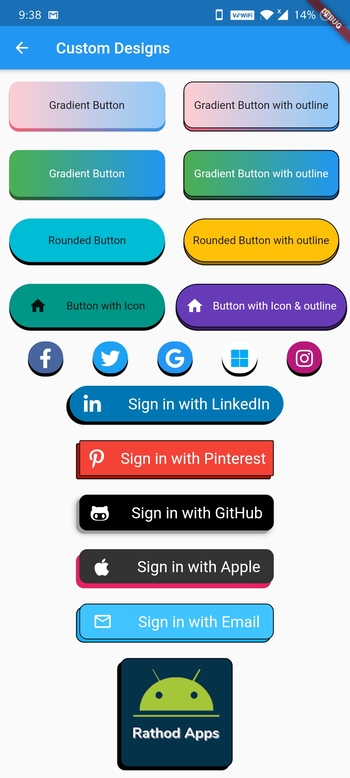 9:38
VoWiFi
14%
DEBUG
Custom Designs
Gradient Button
Gradient Button with outline
Gradient Button
Gradient Button with outline
Rounded Button
Rounded Button with outline
Button with Icon
Button with Icon & outline
Sign in with LinkedIn
Sign in with Pinterest
Sign in with GitHub
Sign in with Apple
Sign in with Email
Rathod Apps